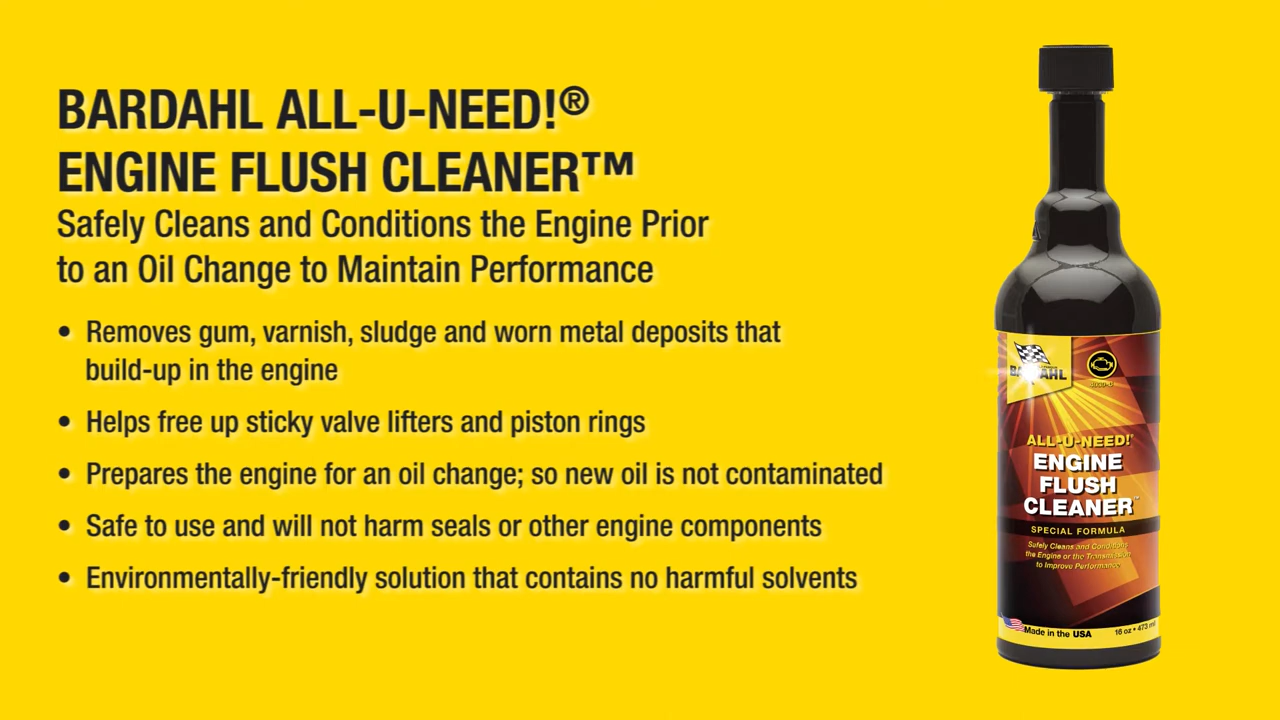 BARDAHL ALL-U-NEED!®
ENGINE FLUSH CLEANER™
Safely Cleans and Conditions the Engine Prior
to an Oil Change to Maintain Performance
• Removes gum, varnish, sludge and worn metal deposits that
build-up in the engine
• Helps free up sticky valve lifters and piston rings
• Prepares the engine for an oil change; so new oil is not contaminated
• Safe to use and will not harm seals or other engine components
• Environmentally-friendly solution that contains no harmful solvents
ALL-U-NEED!
ENGINE
FLUSH
CLEANER™
SPECIAL FORMULA
Safely Cleans and Conditions
the Engine or the Transmission
to Improve Performance
Made in the USA
16 oz • 473 ml